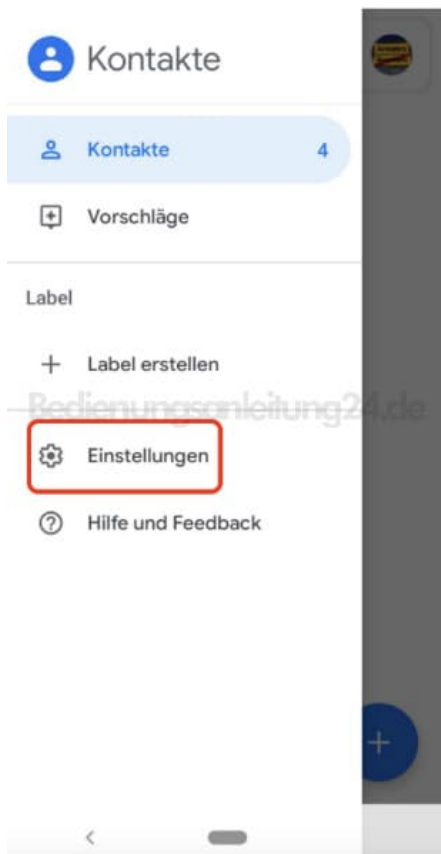 Kontakte
Kontakte 4
Vorschläge
Label
Label erstellen
Bedienungsanleitung24.de
Einstellungen
Hilfe und Feedback